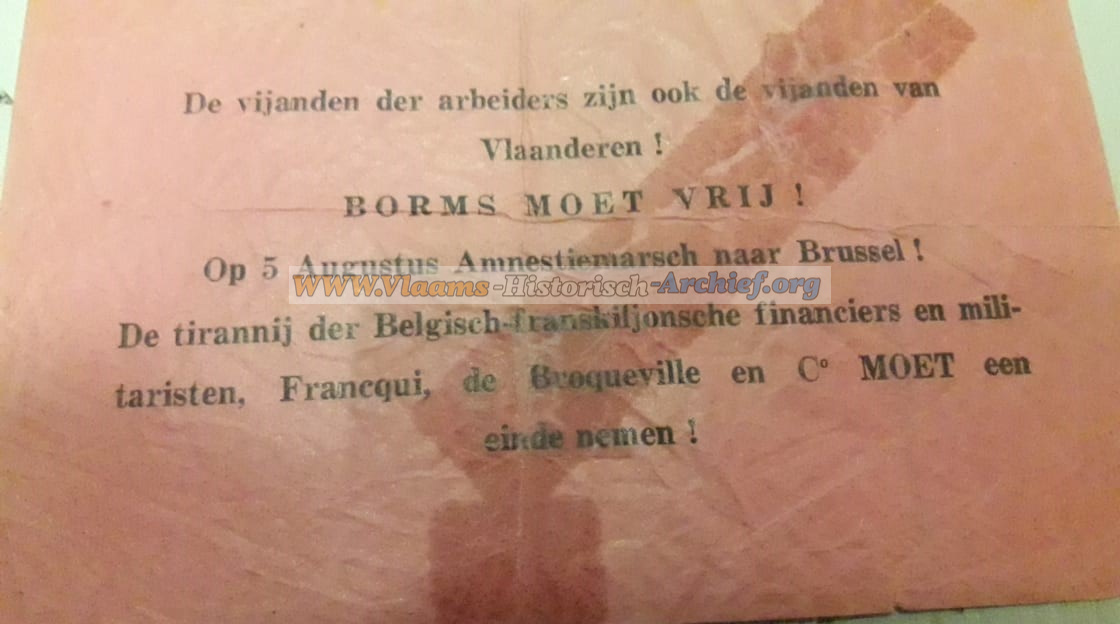 De vijanden der arbeiders zijn ook de vijanden van
Vlaanderen !
BORMS MOET VRIJ !
Op 5 Augustus Amnestiemarsch naar Brussel !
Www.Vlaams-Historisch-Archief.org
De tirannij der Belgisch-franskiljonsche financiers en mili-
taristen, Francqui, de Broqueville en Cº MOET een
einde nemen !